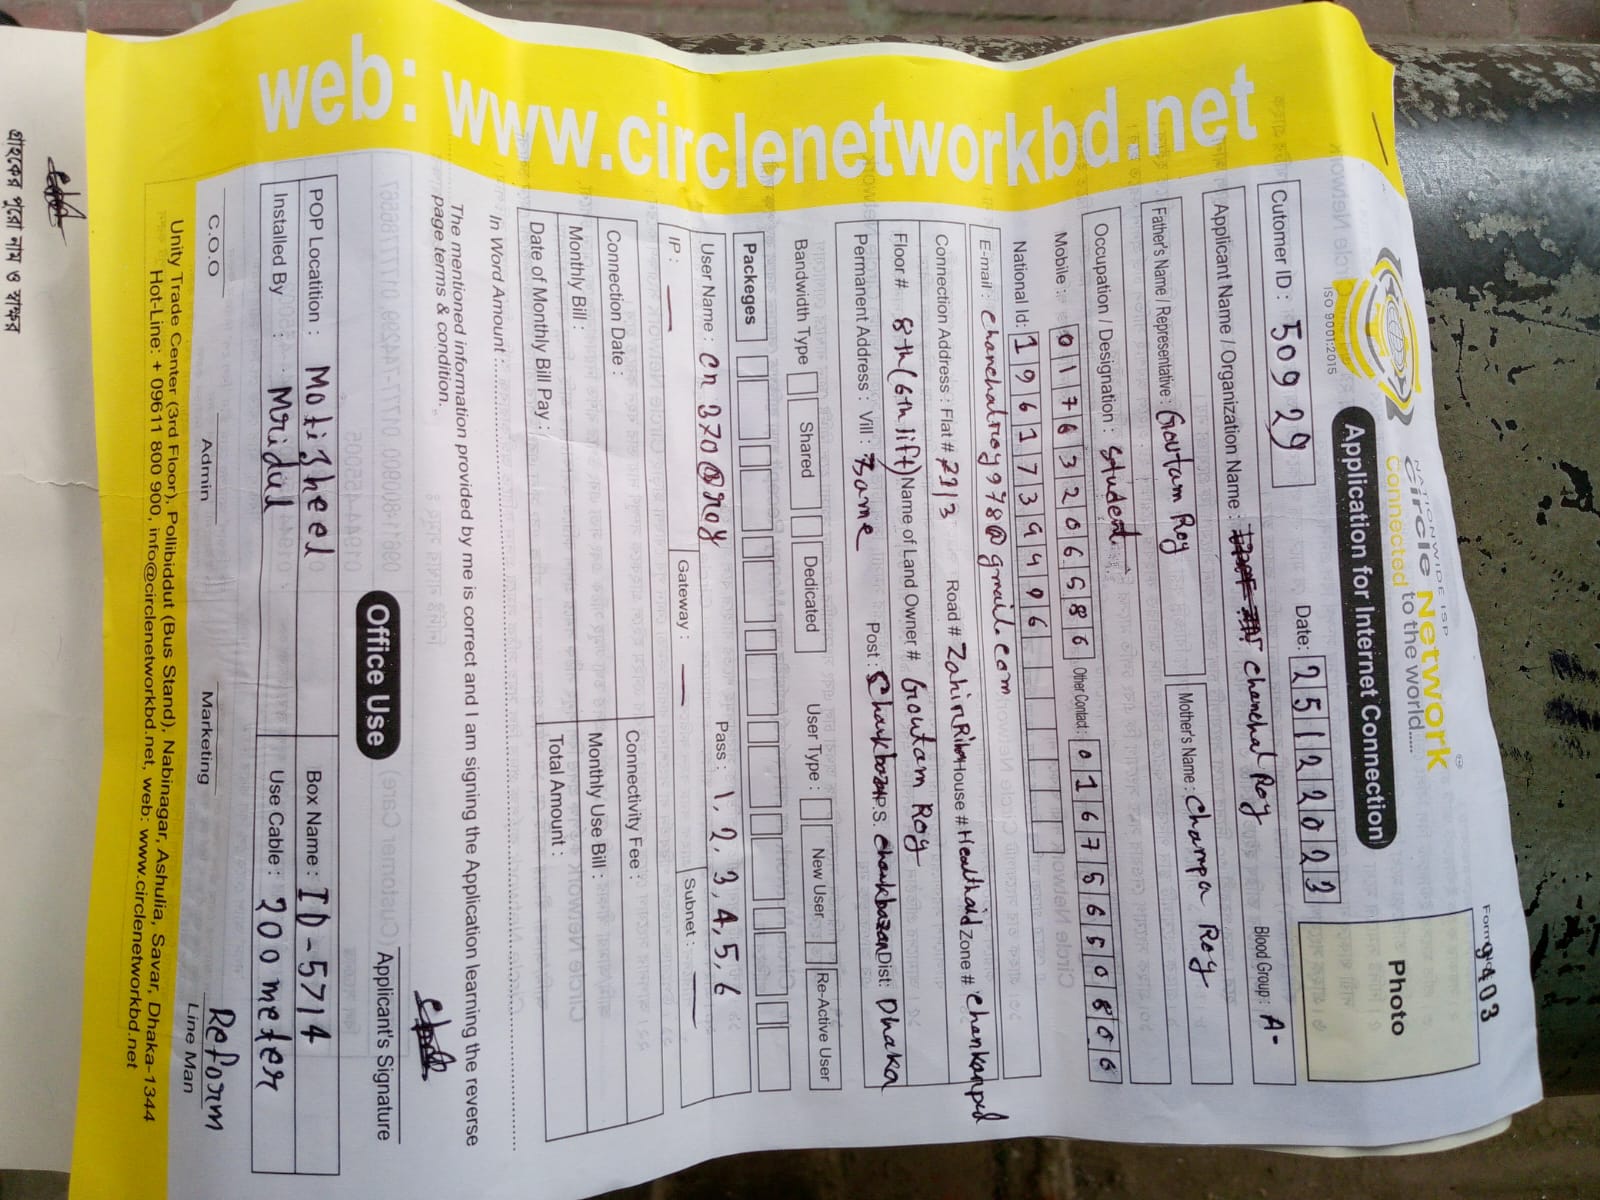 web: www.circlenetworkbd.net
Form No. 9403
NATIONWIDE ISP
Circle Network
Connected to the world.....
ISO 9001:2015
Application for Internet Connection
Photo
Cutomer ID : 50929 Date: 25122023
Applicant Name / Organization Name : Chanchal Roy Blood Group : A-
Father's Name / Representative : Goutam Roy Mother's Name : Champa Roy
Occupation / Designation : Student
Mobile : 01763206586 Other Contact : 01675650806
National Id: 1961739496
E-mail : chanchalroy978@gmail.com
Connection Address : Flat # Road # House # Healthaid Zone #
Floor # 8th (6th lift) Name of Land Owner # Goutam Roy
Permanent Address : Vill : Same Post : Chawkbazar P.S. Chawkbazar Dist: Dhaka
Bandwidth Type Shared Dedicated User Type : New User Re-Active User
Packeges
User Name : cn 370@roy Pass : 1, 2, 3, 4, 5, 6
IP : — Gateway : — Subnet : —
Connection Date : Connectivity Fee :
Monthly Bill : Monthly Use Bill :
Date of Monthly Bill Pay : Total Amount :
In Word Amount :
The mentioned information provided by me is correct and I am signing the Application learning the reverse
page terms & condition.
Applicant's Signature
Office Use
POP Locatition : Motijheel Box Name : ID-5714
Installed By : Mridul Use Cable : 200 meter
Reform
C.O.O Admin Marketing Line Man
Unity Trade Center (3rd Floor), Pollibiddut (Bus Stand), Nabinagar, Ashulia, Savar, Dhaka-1344
Hot-Line: + 09611 800 900, info@circlenetworkbd.net, web: www.circlenetworkbd.net
গ্রাহকের পুরো নাম ও স্বাক্ষর